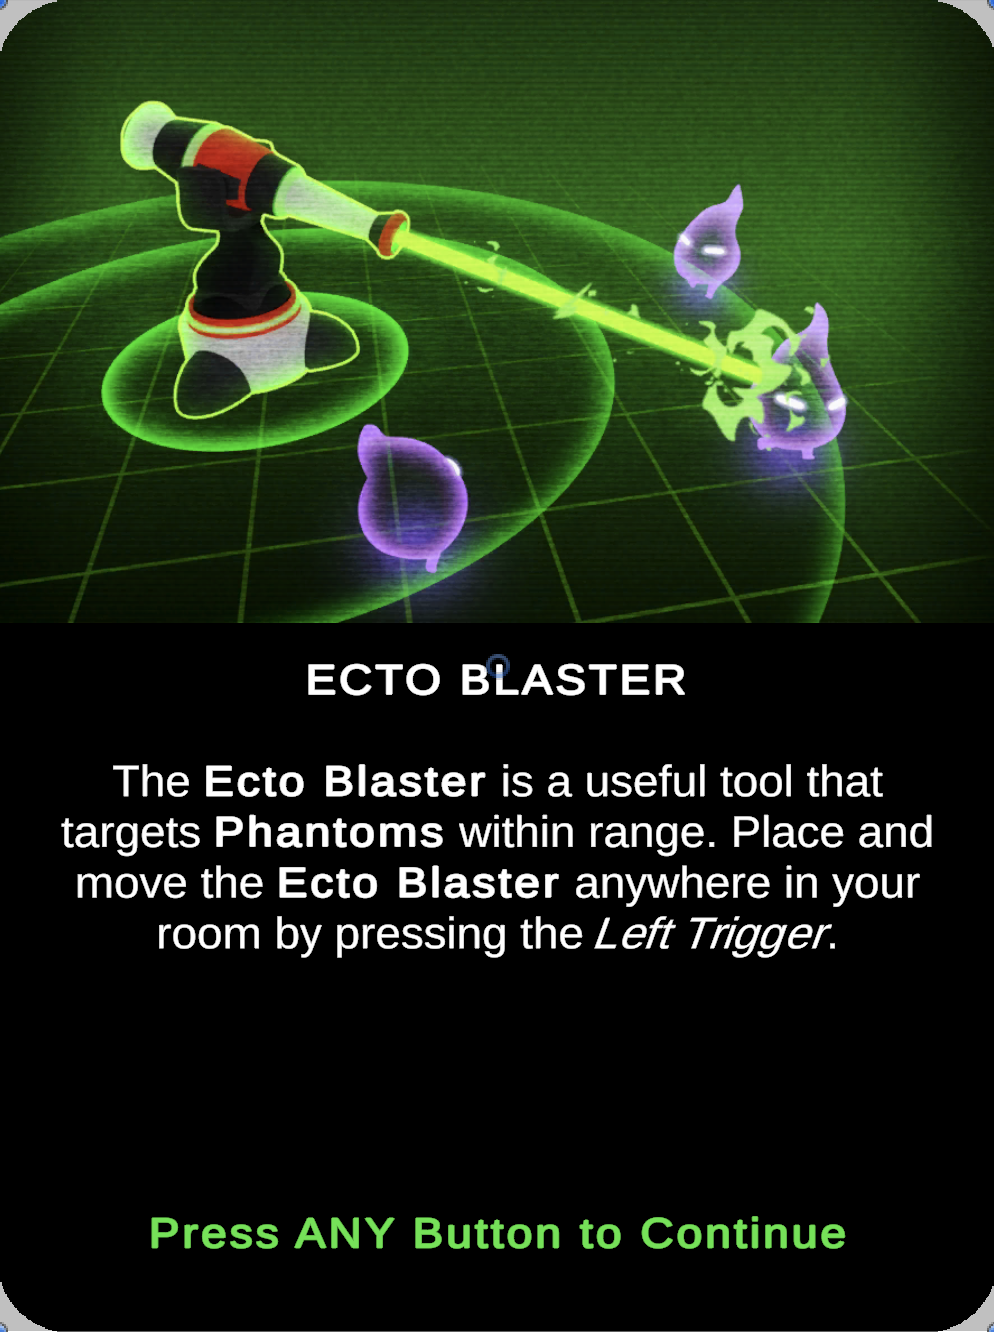 ECTO BLASTER
The Ecto Blaster is a useful tool that
targets Phantoms within range. Place and
move the Ecto Blaster anywhere in your
room by pressing the Left Trigger.
Press ANY Button to Continue